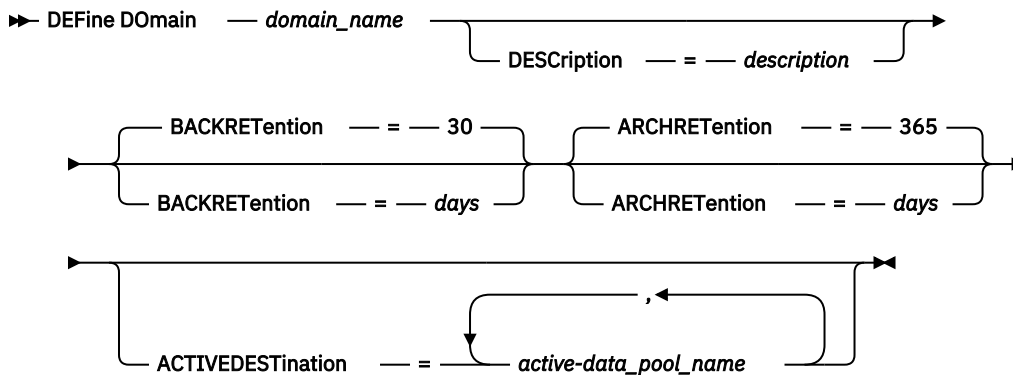 DEFine DOmain domain_name
DESCription = description
BACKRETention = 30 ARCHRETention = 365
BACKRETention = days ARCHRETention = days
,
ACTIVEDESTination = active-data_pool_name